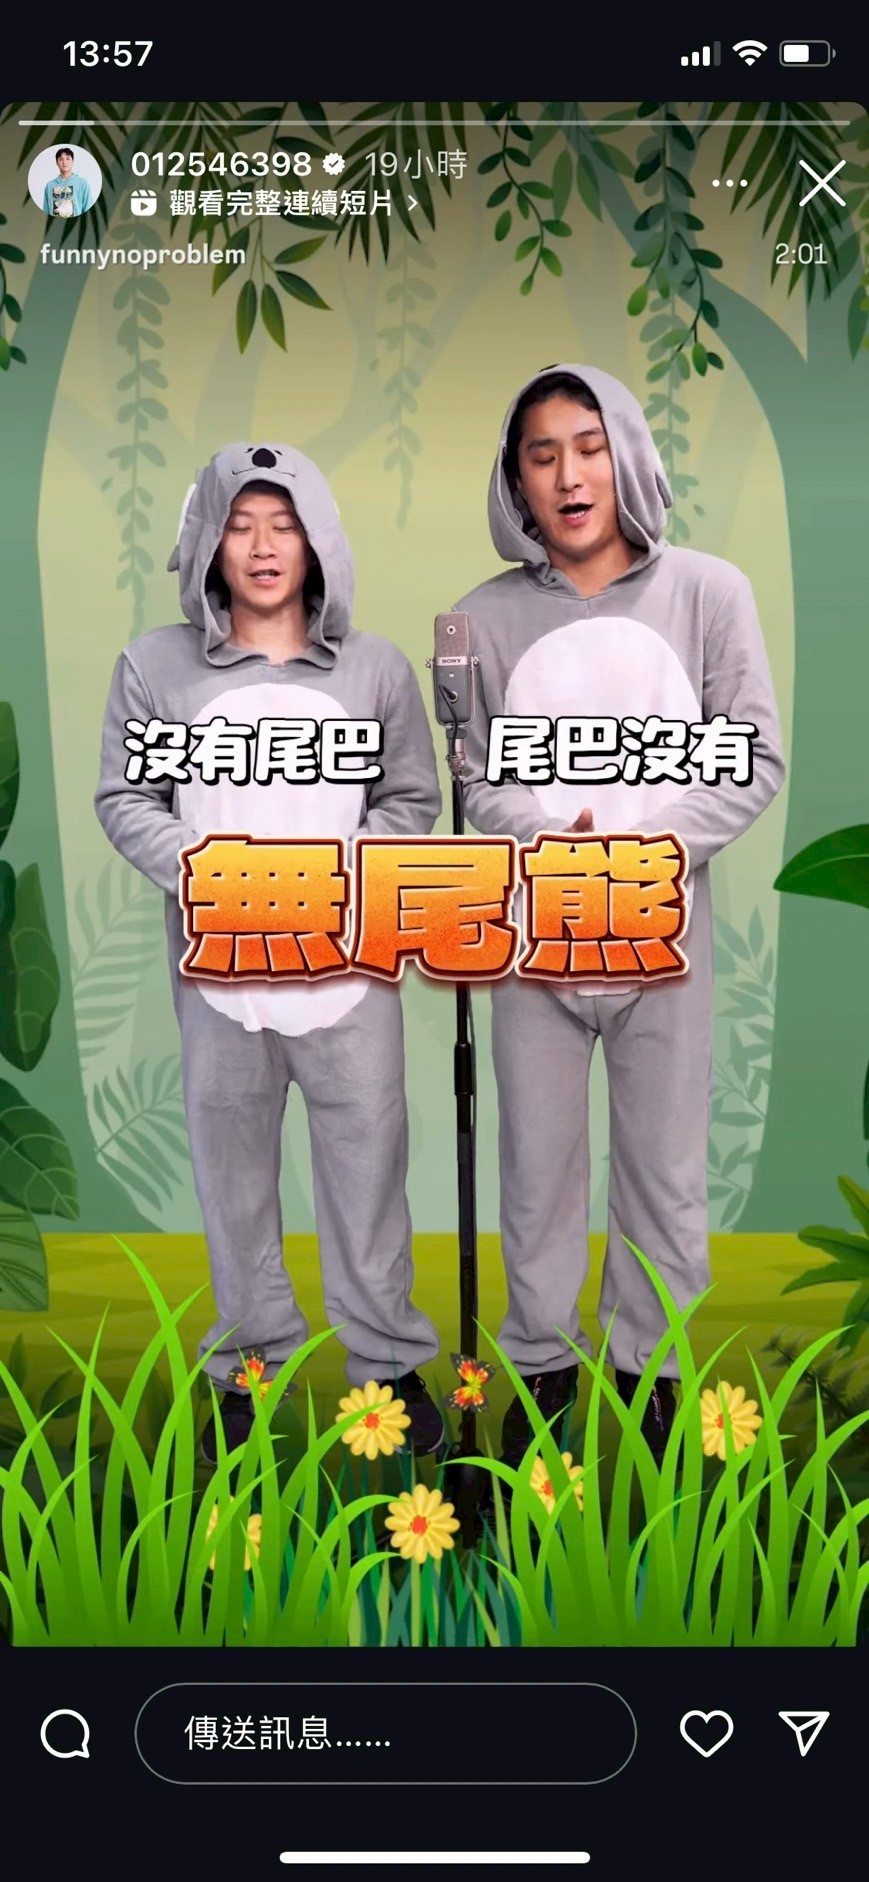 13:57
012546398 19小時
觀看完整連續短片 >
funnynoproblem 2:01
SONY
沒有尾巴 尾巴沒有
無尾熊
傳送訊息......